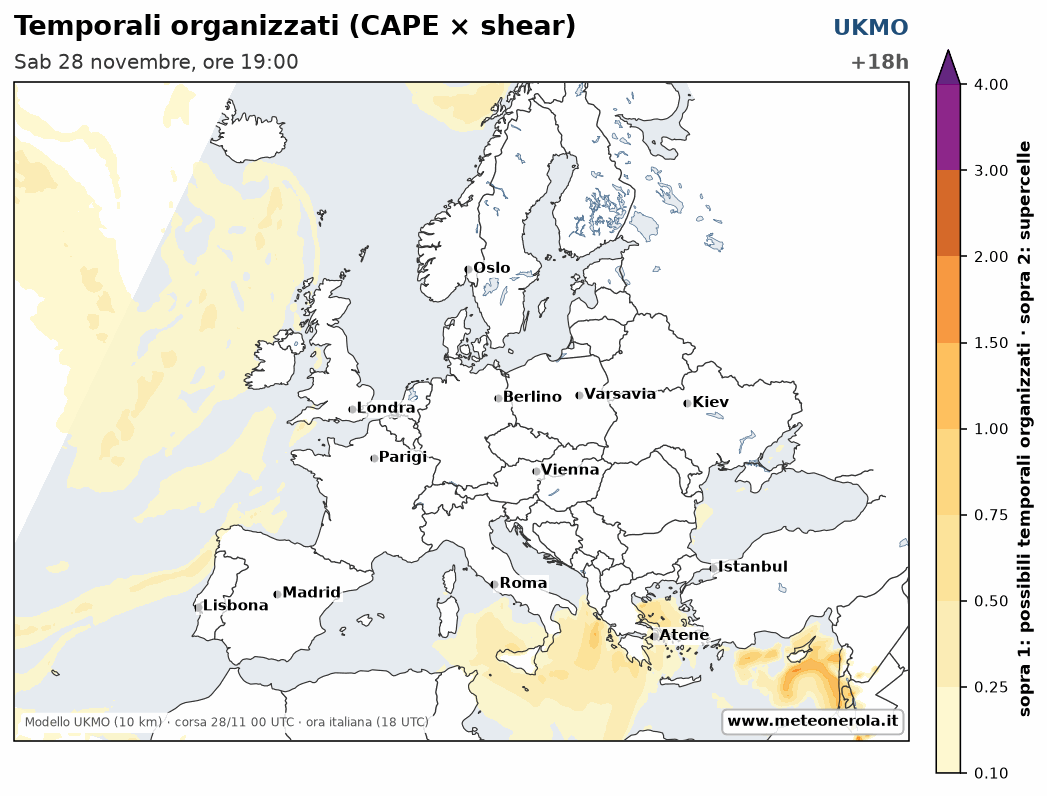 Temporali organizzati (CAPE × shear)
UKMO
Sab 28 novembre, ore 19:00
+18h
Oslo
Berlino
Varsavia
Kiev
Londra
Parigi
Vienna
Istanbul
Roma
Madrid
Lisbona
Atene
Modello UKMO (10 km) · corsa 28/11 00 UTC · ora italiana (18 UTC)
www.meteonerola.it
4.00
3.00
2.00
1.50
1.00
0.75
0.50
0.25
0.10
sopra 1: possibili temporali organizzati · sopra 2: supercelle